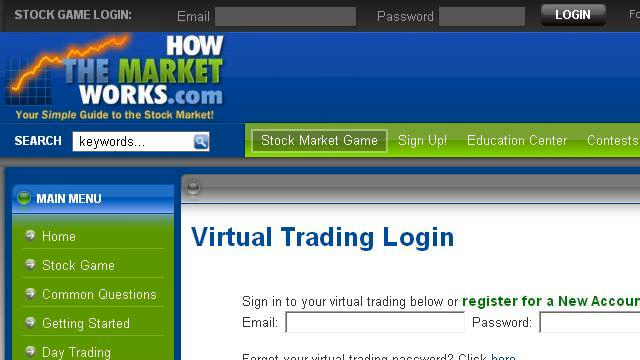 STOCK GAME LOGIN: Email Password LOGIN
HOW
THE MARKET
WORKS.com
Your Simple Guide to the Stock Market!
SEARCH keywords... Stock Market Game Sign Up! Education Center Contests
MAIN MENU
Home
Stock Game
Common Questions
Getting Started
Day Trading
Virtual Trading Login
Sign in to your virtual trading below or register for a New Accoun
Email: Password:
Forgot your virtual trading password? Click here